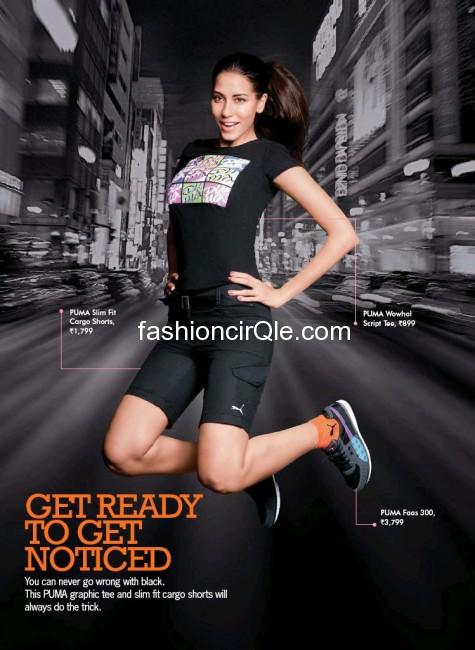 PUMA Slim Fit
Cargo Shorts,
₹1,799
PUMA Wowhol
Script Tee, ₹899
fashioncirQle.com
PUMA Faas 300,
₹3,799
GET READY
TO GET
NOTICED
You can never go wrong with black.
This PUMA graphic tee and slim fit cargo shorts will
always do the trick.